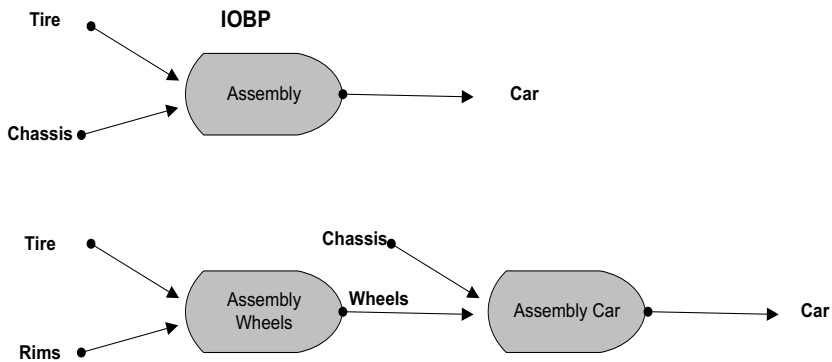 IOBP
Tire
Assembly
Car
Chassis
Tire
Chassis
Assembly
Wheels
Wheels
Assembly Car
Car
Rims